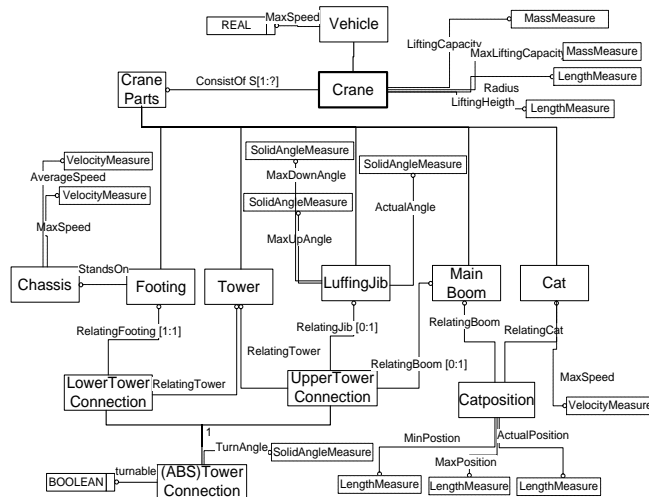 REAL
MaxSpeed
Vehicle
MassMeasure
LiftingCapacity
MaxLiftingCapacity
MassMeasure
Crane
Parts
ConsistOf S[1:?]
Crane
LengthMeasure
Radius
LiftingHeigth
LengthMeasure
VelocityMeasure
AverageSpeed
VelocityMeasure
MaxSpeed
SolidAngleMeasure
MaxDownAngle
SolidAngleMeasure
MaxUpAngle
SolidAngleMeasure
ActualAngle
Chassis
StandsOn
Footing
Tower
LuffingJib
Main
Boom
Cat
RelatingFooting [1:1]
RelatingJib [0:1]
RelatingBoom
RelatingCat
RelatingTower
RelatingBoom [0:1]
LowerTower
Connection
RelatingTower
UpperTower
Connection
Catposition
MaxSpeed
VelocityMeasure
1
TurnAngle
SolidAngleMeasure
MinPostion
ActualPosition
MaxPosition
BOOLEAN
turnable
(ABS)Tower
Connection
LengthMeasure
LengthMeasure
LengthMeasure